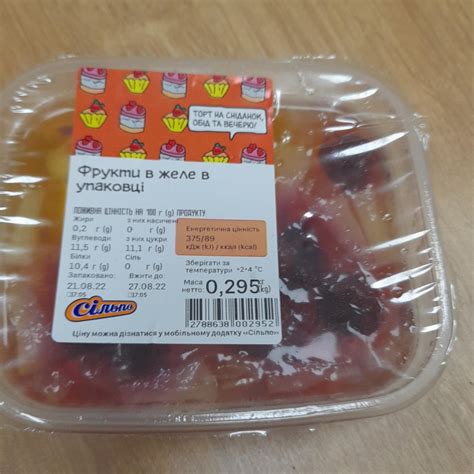 ТОРТ НА СНІДАНОК,
ОБІД ТА ВЕЧЕРЮ!
Фрукти в желе в
упаковці
ПОЖИВНА ЦІННІСТЬ НА 100 г (g) ПРОДУКТУ:
Жири з них насичені
0,2 г (g) 0 г (g)
Вуглеводи з них цукри
11,5 г (g) 11,1 г (g)
Білки Сіль
10,4 г (g) 0 г (g)
Енергетична цінність
375/89
кДж (kJ) / ккал (kcal)
Запаковано: Вжити до:
21.08.22 27.08.22
Зберігати за
температури +2+4 °C
Маса
нетто: 0,295
Сільпо
2788638 002952
Ціну можна дізнатися у мобільному додатку «Сільпо»